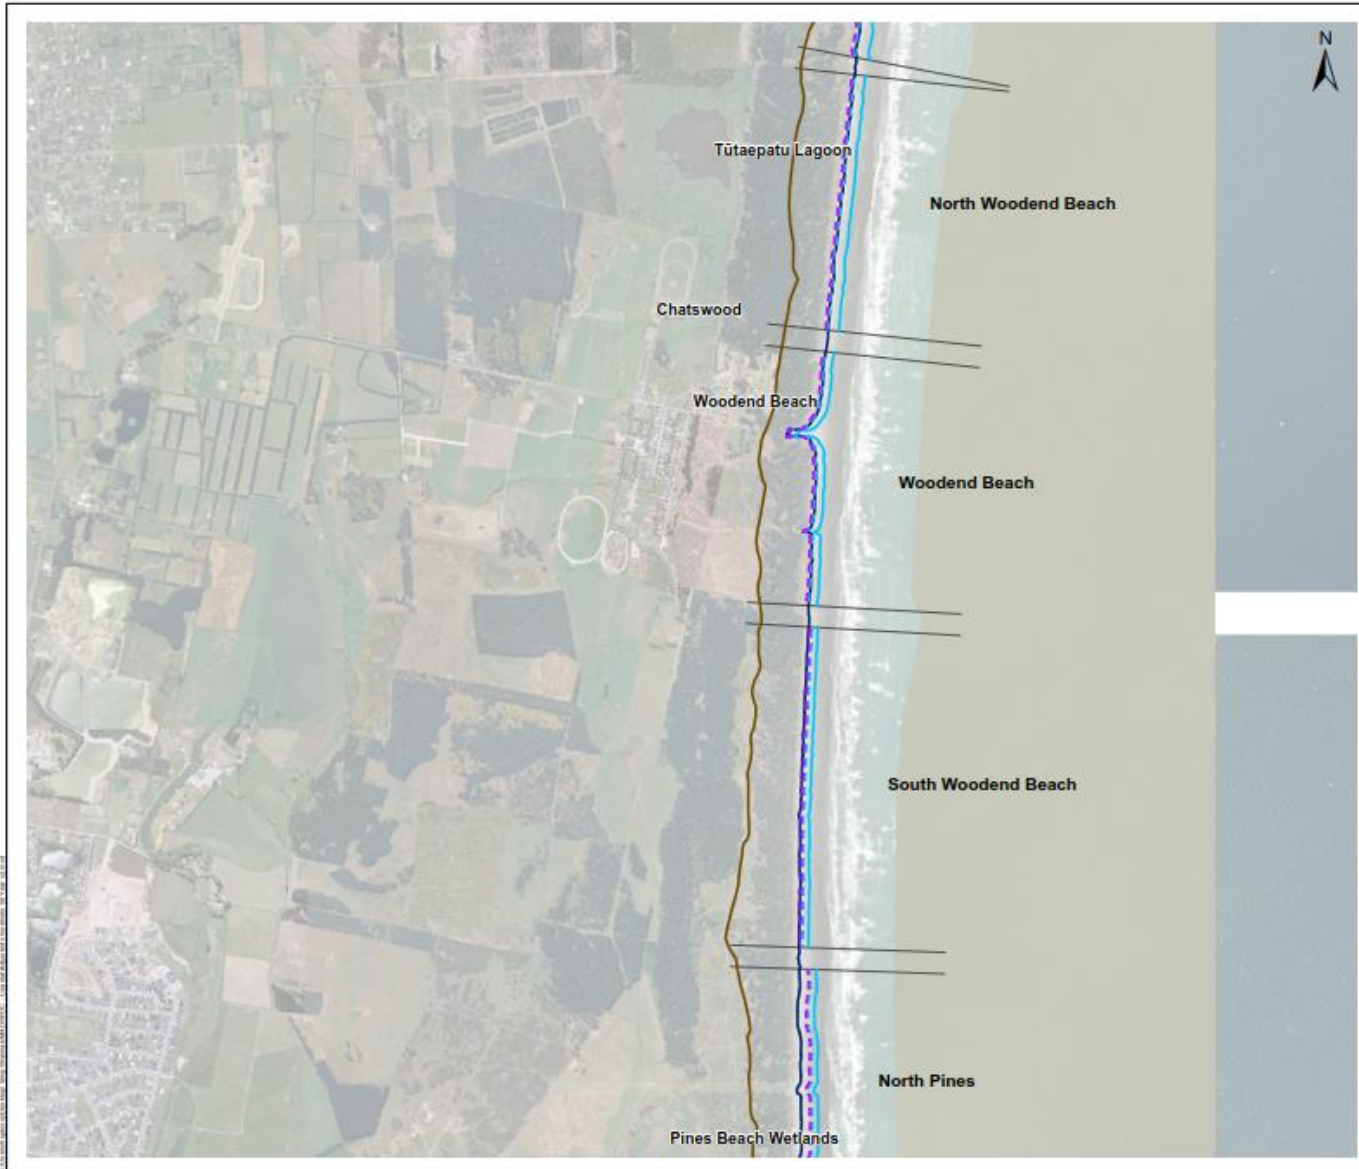 N
Tūtaepatu Lagoon
North Woodend Beach
Chatswood
Woodend Beach
Woodend Beach
South Woodend Beach
North Pines
Pines Beach Wetlands